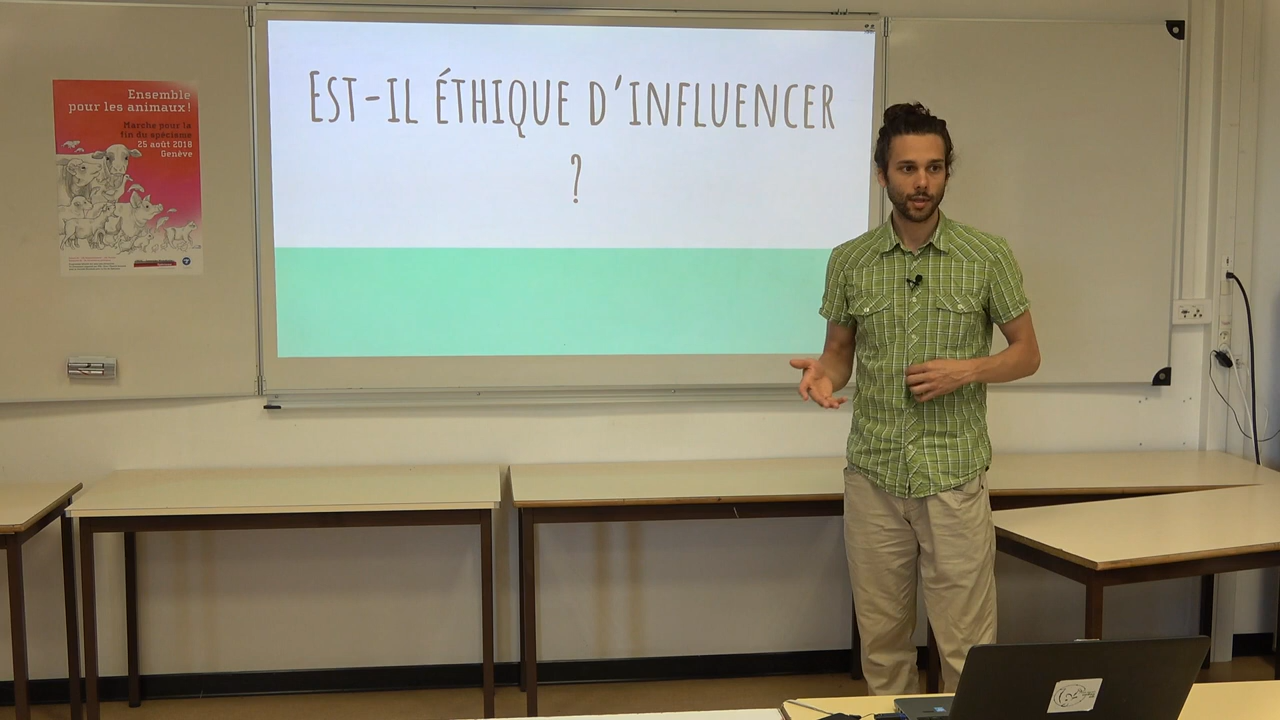 Ensemble
pour les animaux!
Marche pour la
fin du spécisme
25 août 2018
Genève
EST-IL ÉTHIQUE D'INFLUENCER
?